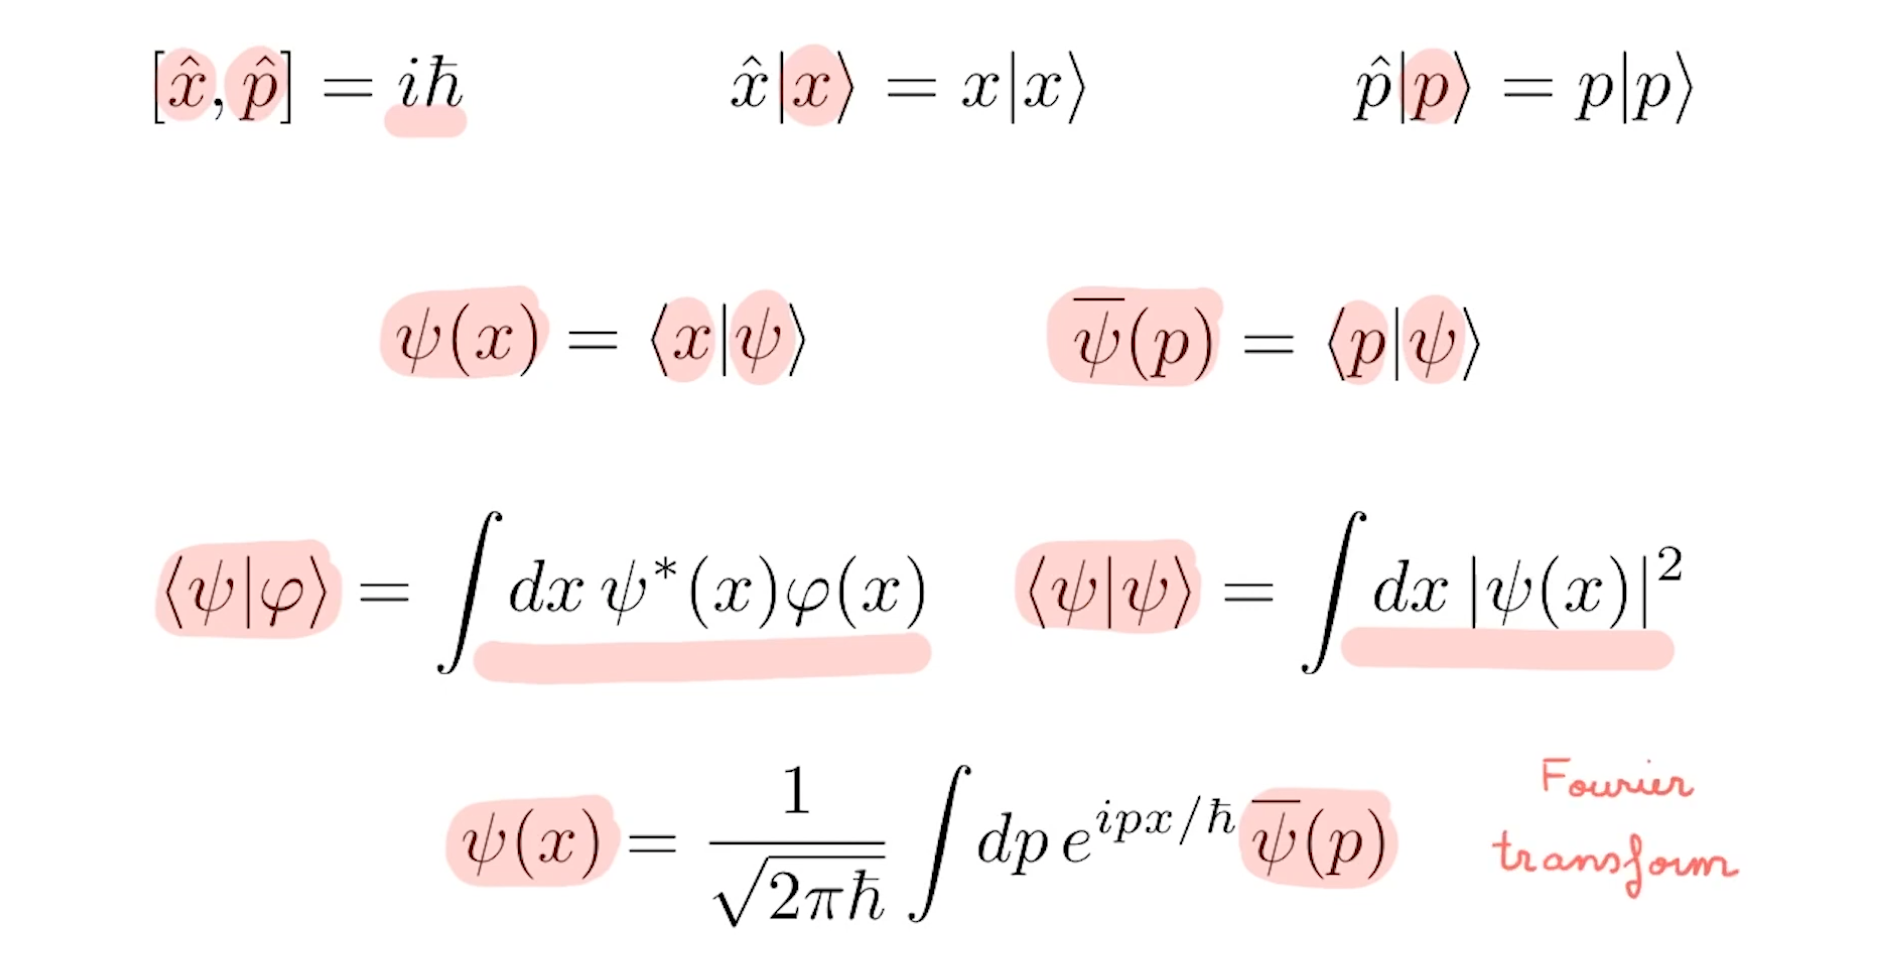 [x̂, p̂] = iħ   x̂|x⟩ = x|x⟩   p̂|p⟩ = p|p⟩
ψ(x) = ⟨x|ψ⟩   ψ̅(p) = ⟨p|ψ⟩
⟨ψ|φ⟩ = ∫ dx ψ*(x)φ(x)   ⟨ψ|ψ⟩ = ∫ dx |ψ(x)|²
ψ(x) = 1/√(2πħ) ∫ dp e^{ipx/ħ} ψ̅(p)
Fourier
transform